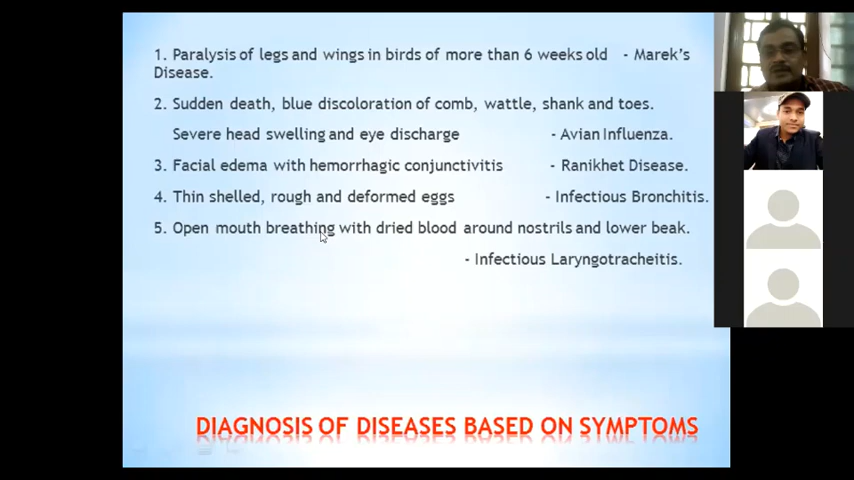 1. Paralysis of legs and wings in birds of more than 6 weeks old - Marek's
Disease.
2. Sudden death, blue discoloration of comb, wattle, shank and toes.
Severe head swelling and eye discharge - Avian Influenza.
3. Facial edema with hemorrhagic conjunctivitis - Ranikhet Disease.
4. Thin shelled, rough and deformed eggs - Infectious Bronchitis.
5. Open mouth breathing with dried blood around nostrils and lower beak.
- Infectious Laryngotracheitis.
DIAGNOSIS OF DISEASES BASED ON SYMPTOMS